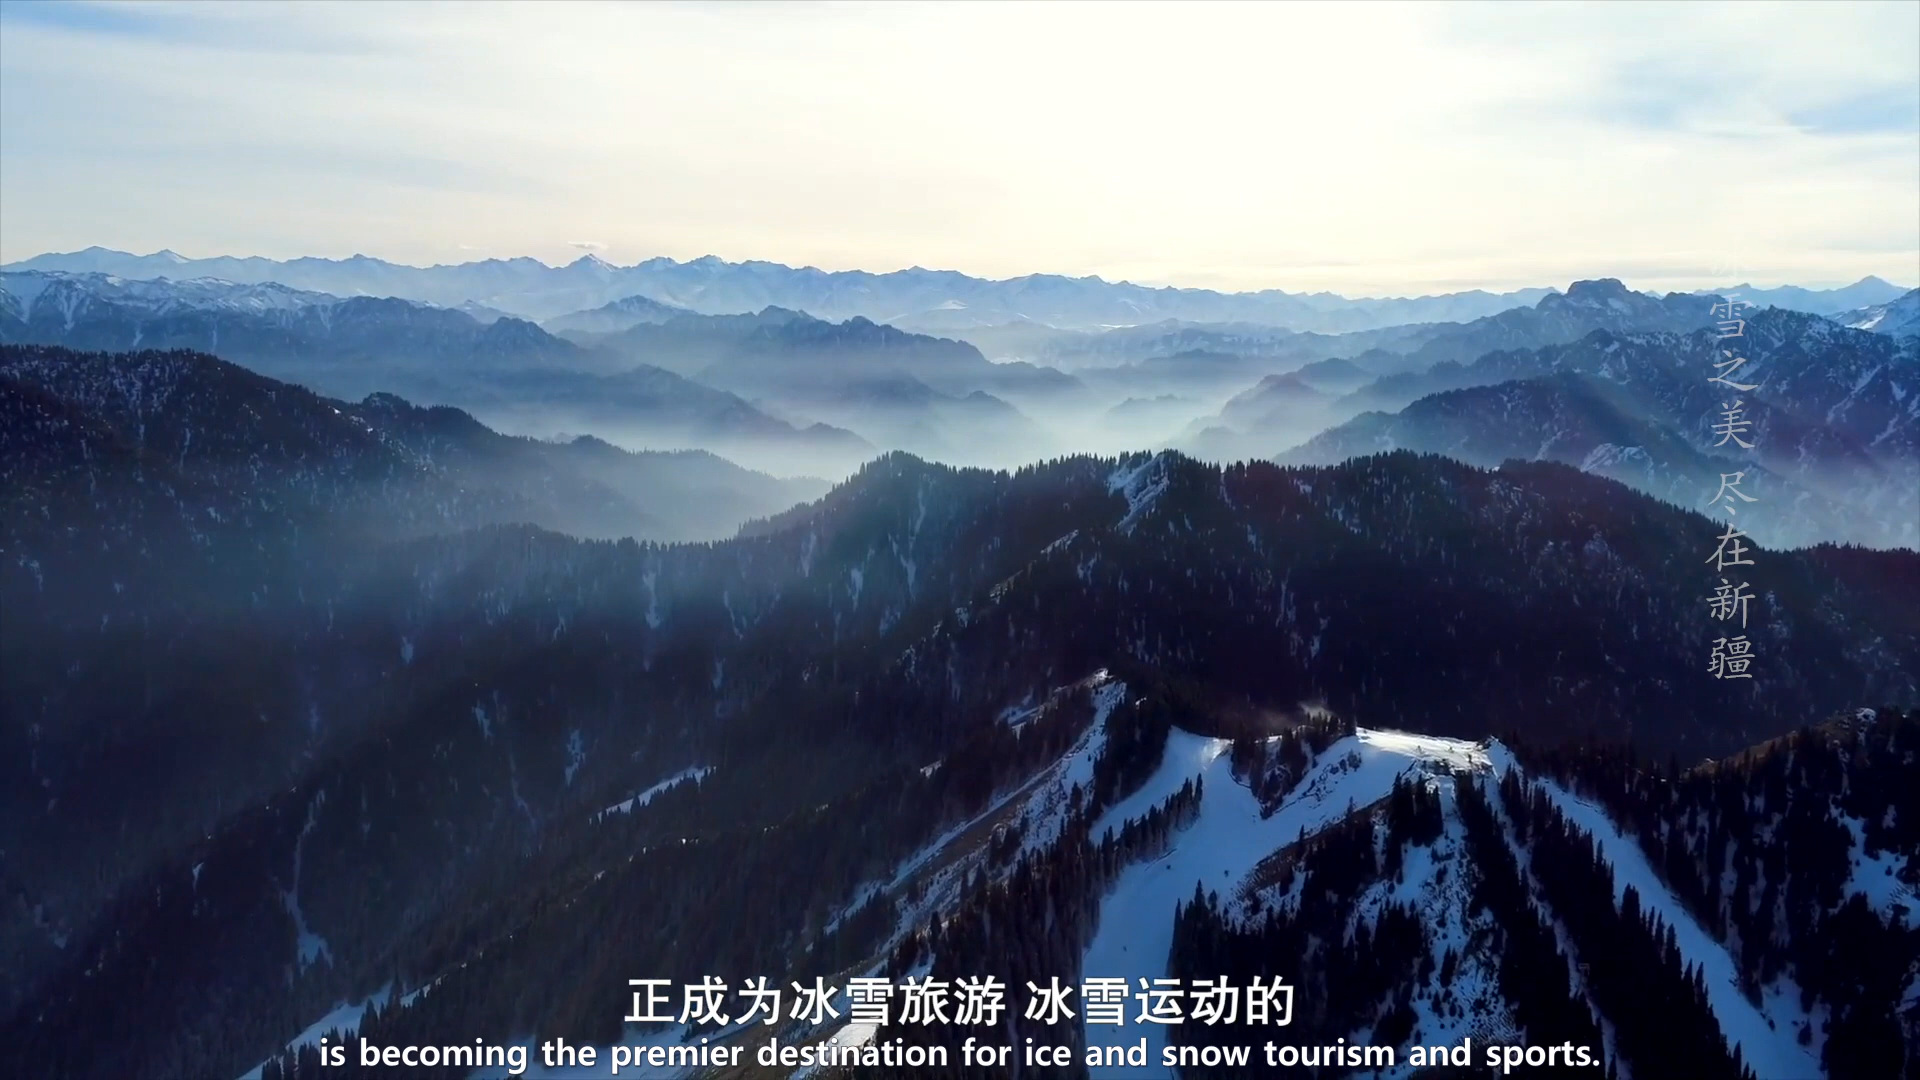 冰雪之美 尽在新疆
正成为冰雪旅游 冰雪运动的
is becoming the premier destination for ice and snow tourism and sports.